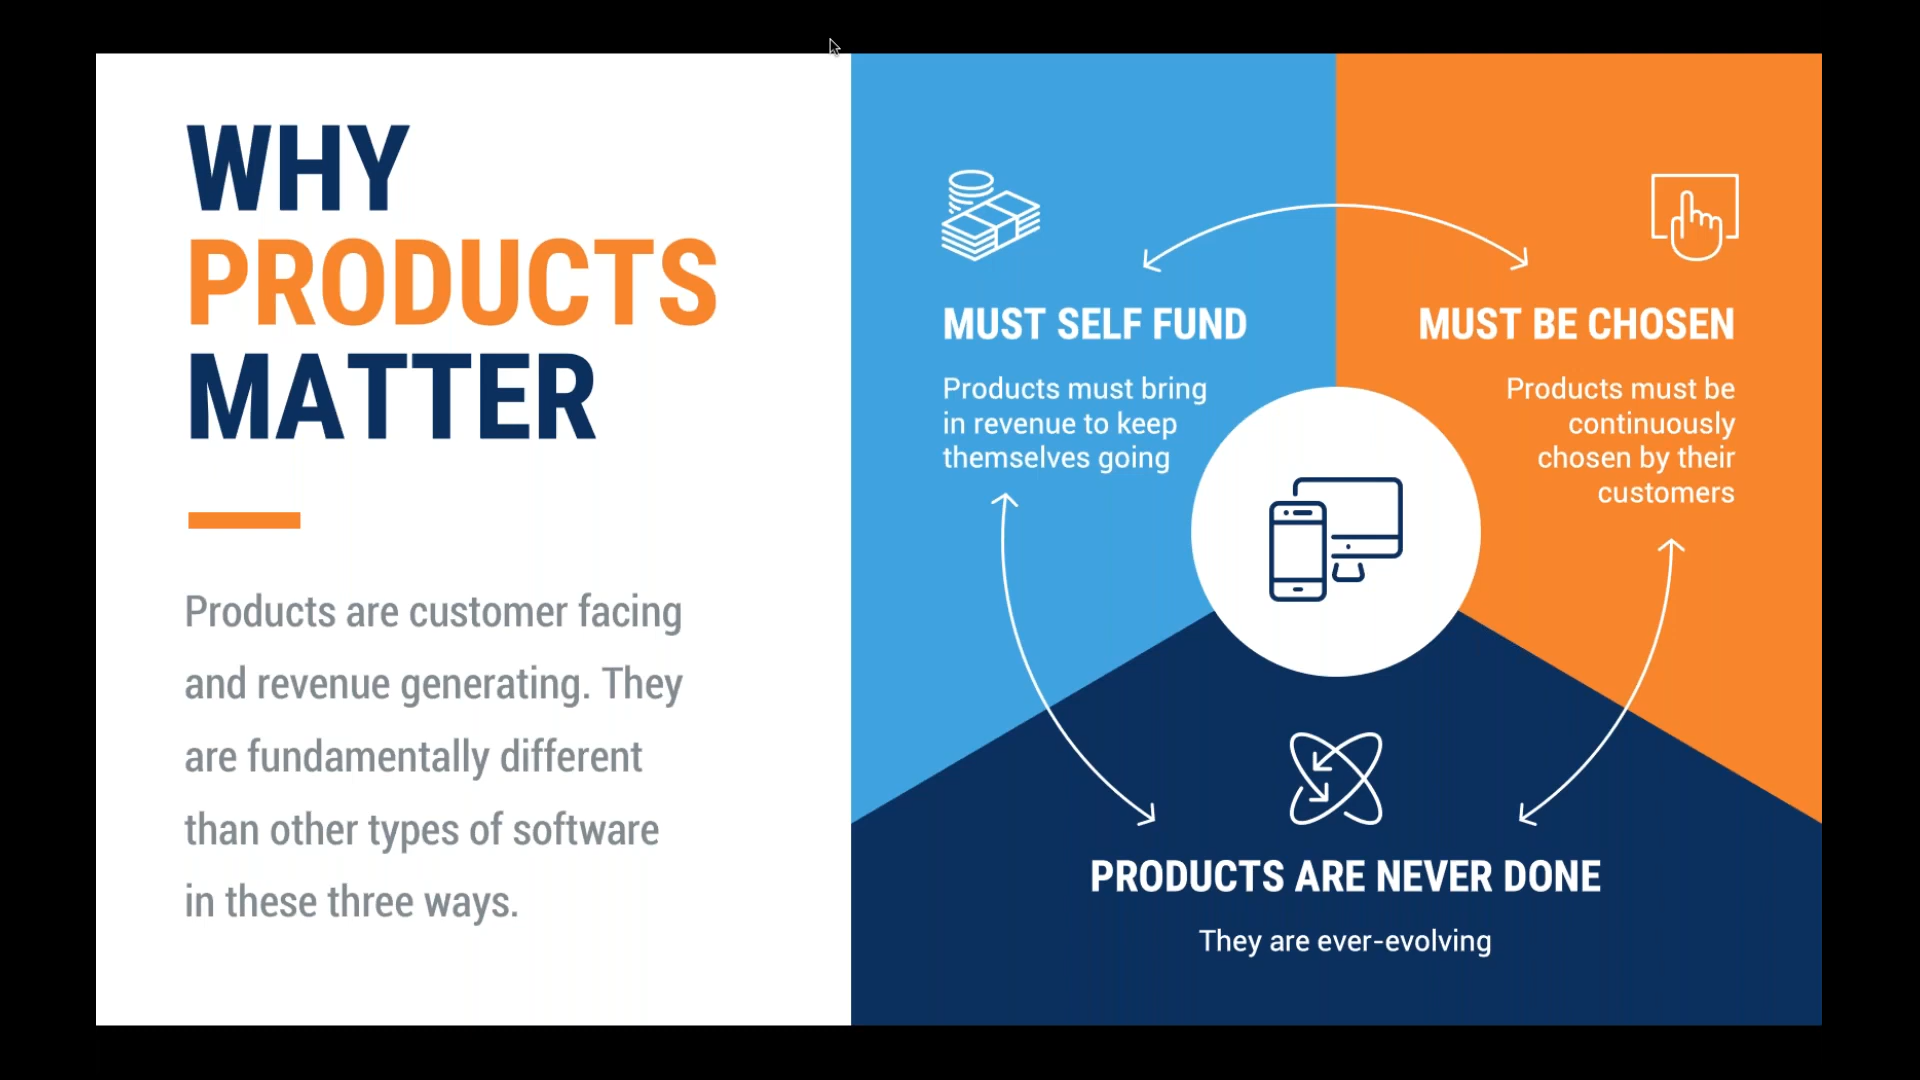 WHY
PRODUCTS
MATTER
Products are customer facing
and revenue generating. They
are fundamentally different
than other types of software
in these three ways.
MUST SELF FUND
Products must bring
in revenue to keep
themselves going
MUST BE CHOSEN
Products must be
continuously
chosen by their
customers
PRODUCTS ARE NEVER DONE
They are ever-evolving